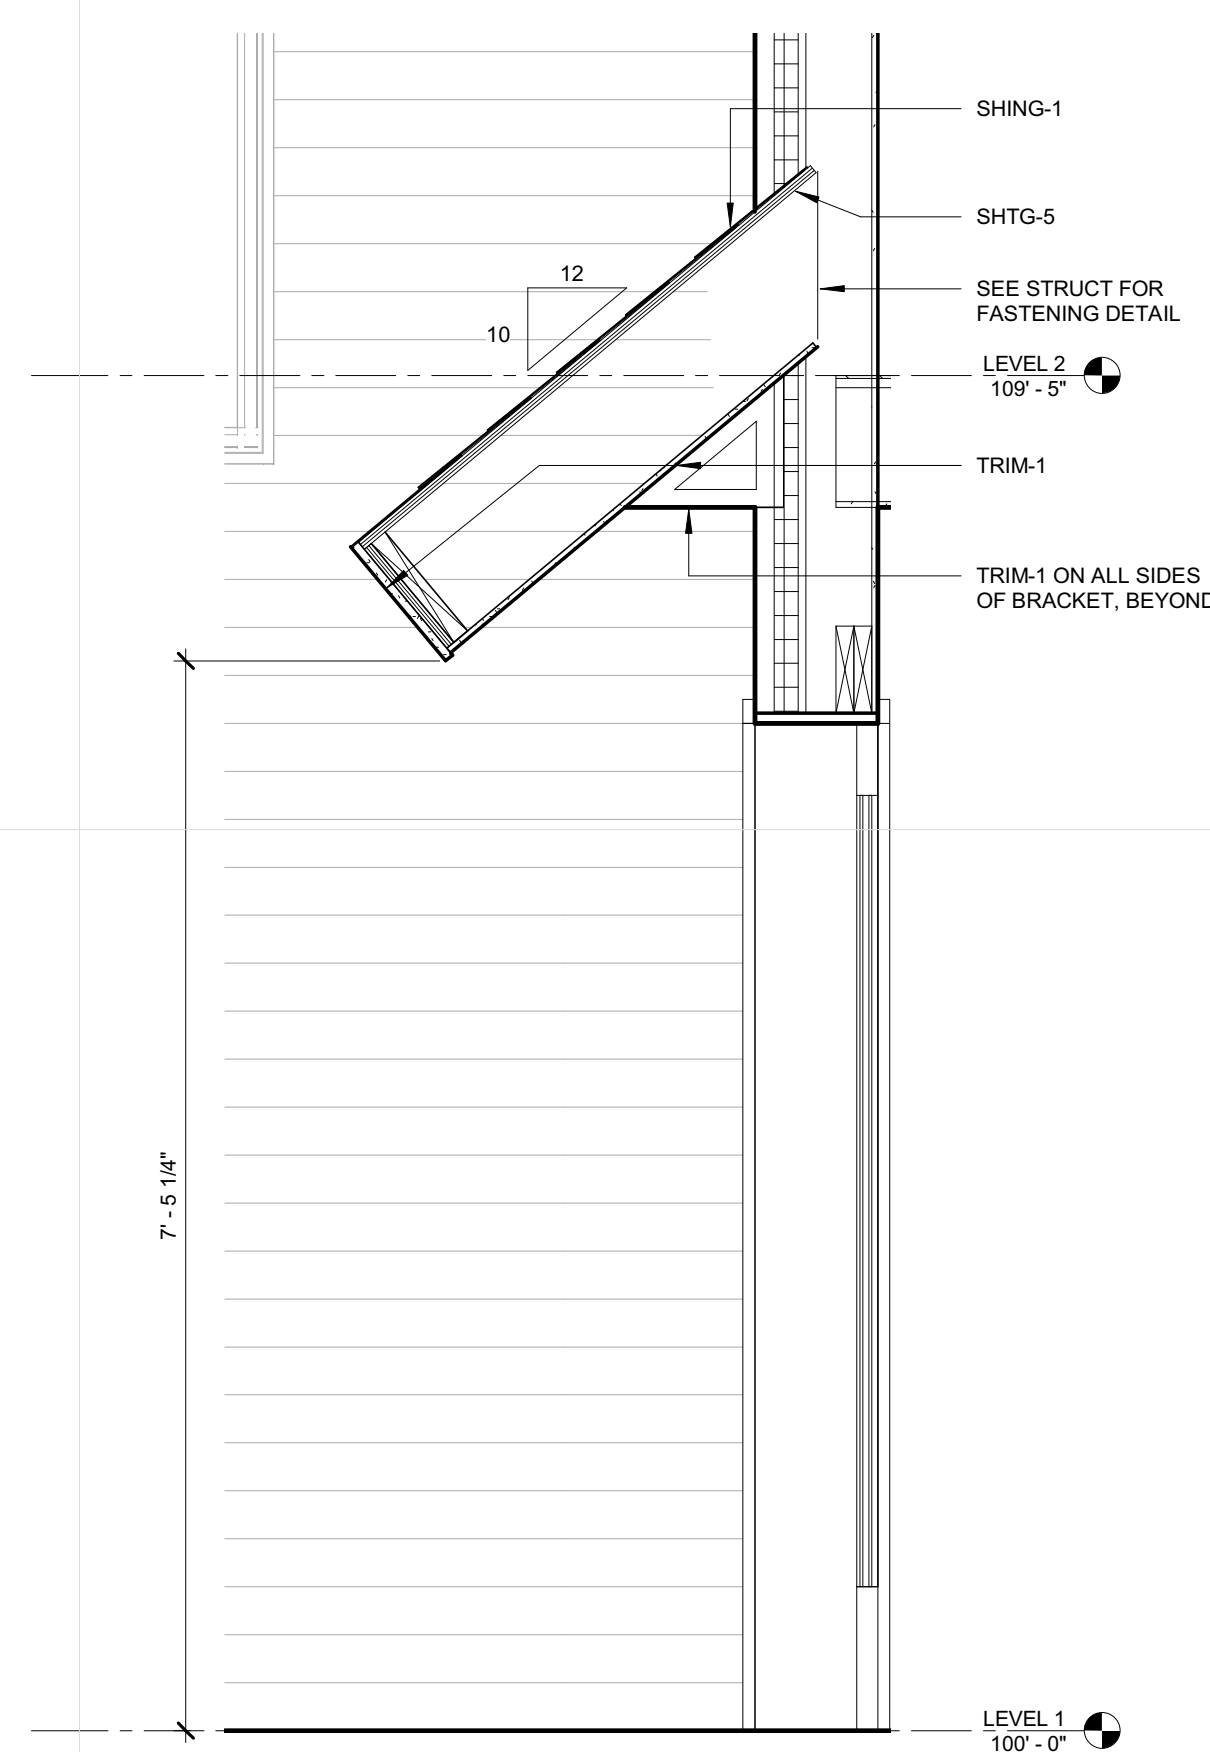 SHING-1
SHTG-5
12
SEE STRUCT FOR
FASTENING DETAIL
10
LEVEL 2
109' - 5"
TRIM-1
TRIM-1 ON ALL SIDES
OF BRACKET, BEYOND
7' - 5 1/4"
LEVEL 1
100' - 0"